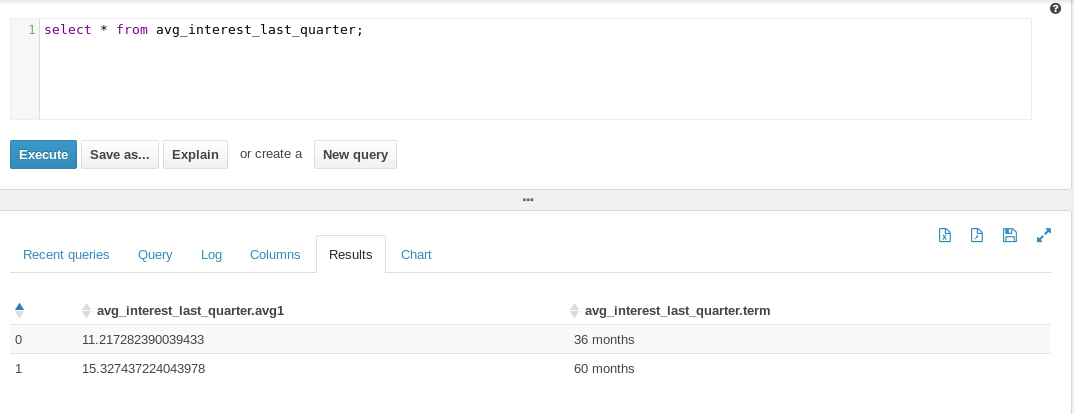 1 select * from avg_interest_last_quarter;
Execute Save as... Explain or create a New query
Recent queries Query Log Columns Results Chart
avg_interest_last_quarter.avg1 avg_interest_last_quarter.term
0 11.217282390039433 36 months
1 15.327437224043978 60 months